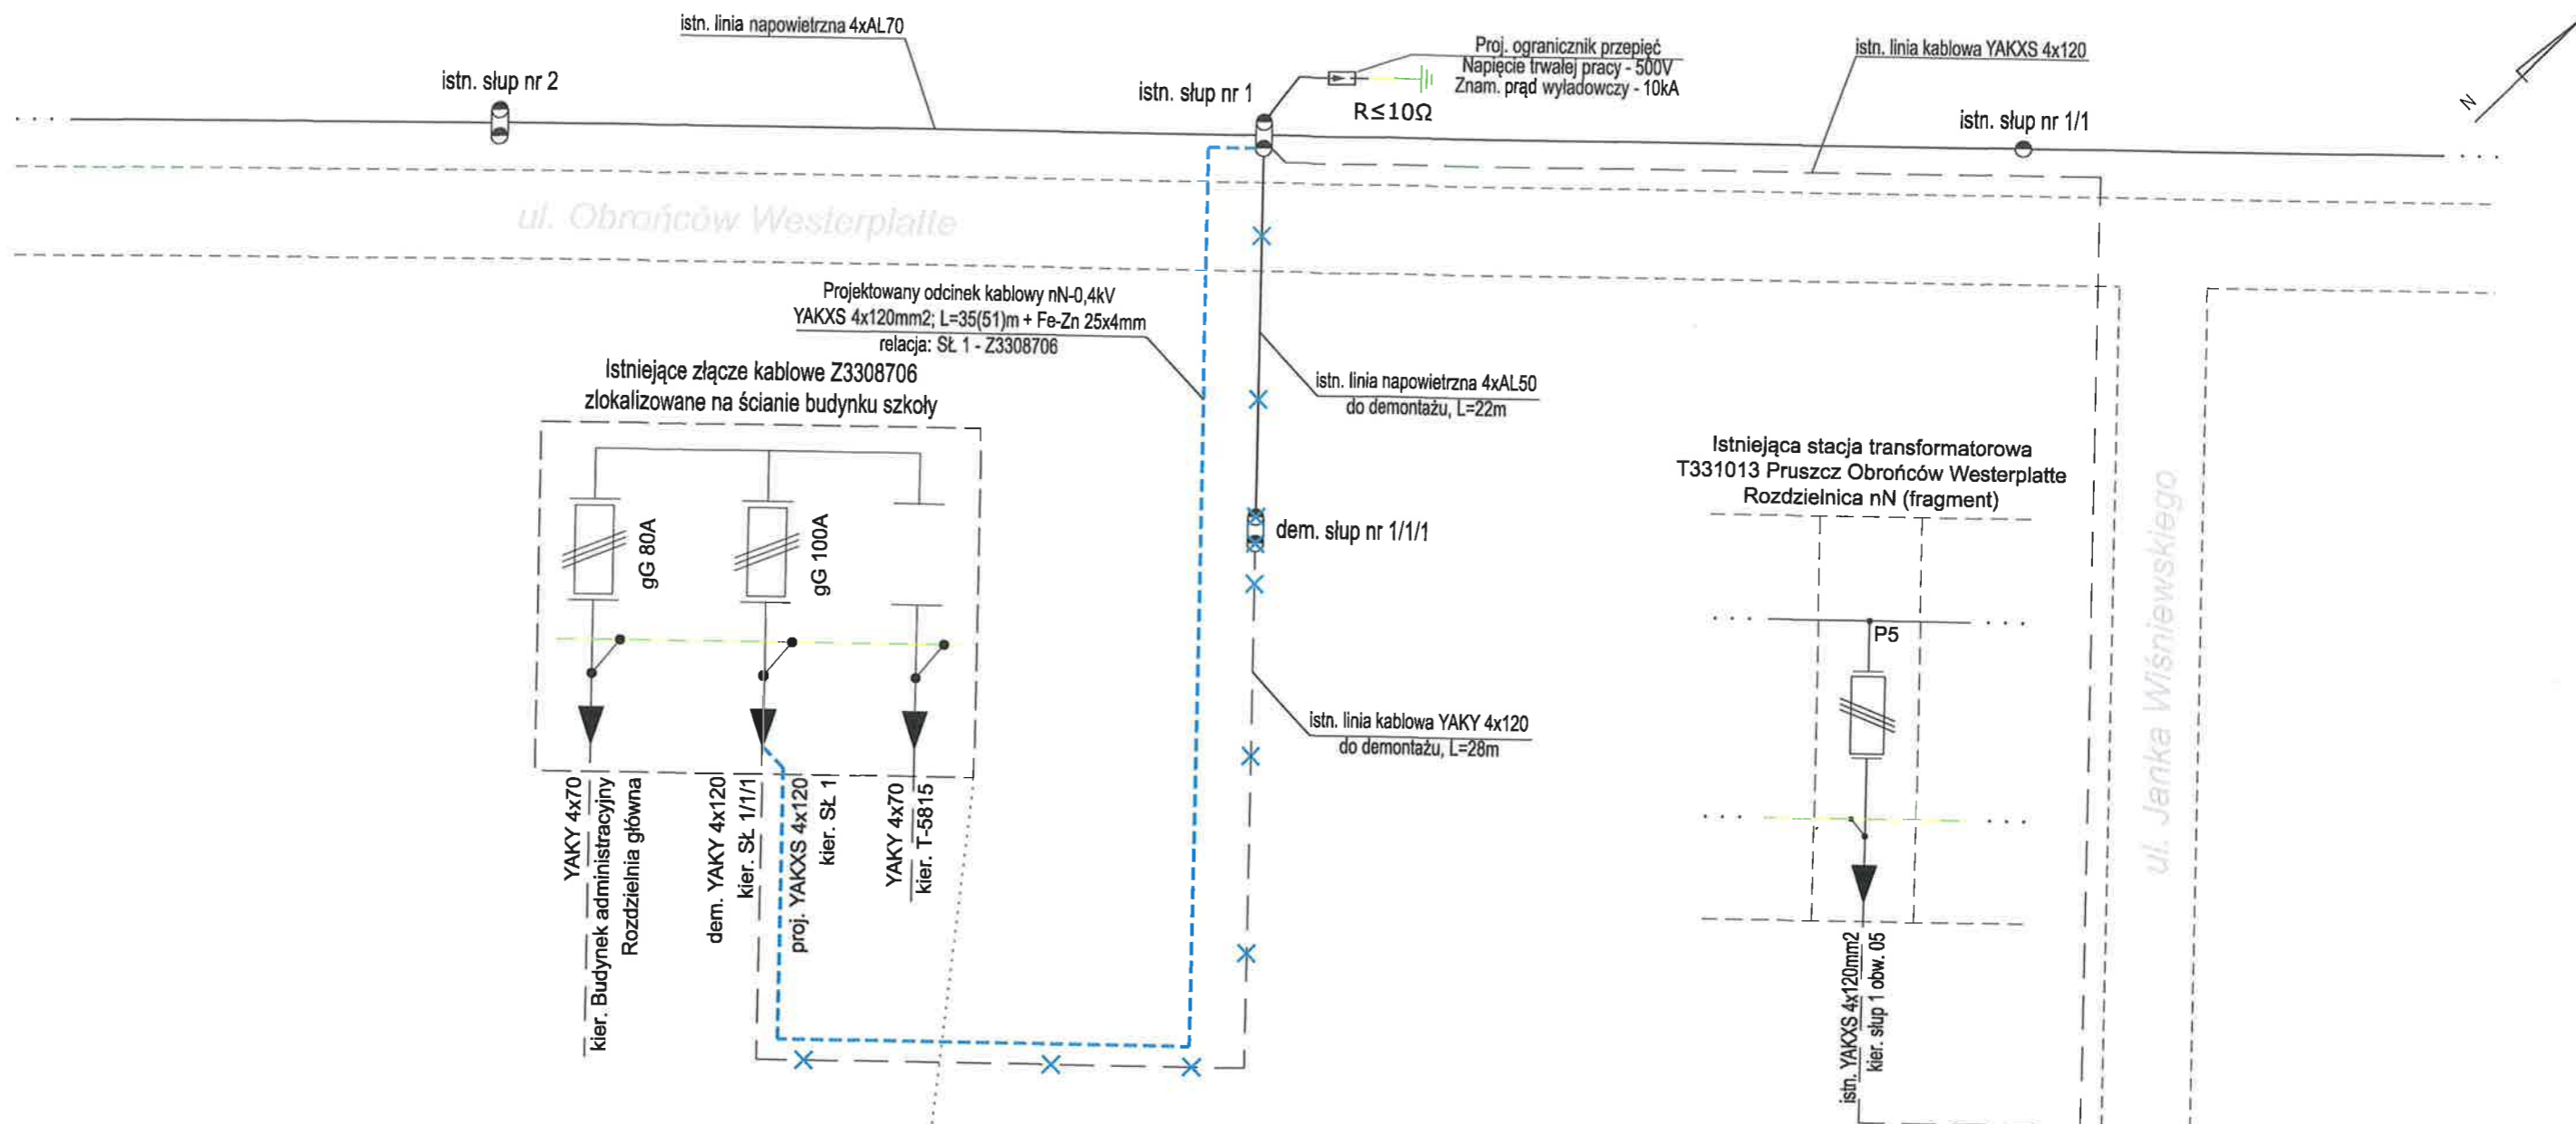 istn. linia napowietrzna 4xAL70
istn. słup nr 2
istn. słup nr 1
Proj. ogranicznik przepięć
Napięcie trwałej pracy - 500V
Znam. prąd wyładowczy - 10kA
R≤10Ω
istn. linia kablowa YAKXS 4x120
istn. słup nr 1/1
N
ul. Obrońców Westerplatte
Projektowany odcinek kablowy nN-0,4kV
YAKXS 4x120mm2; L=35(51)m + Fe-Zn 25x4mm
relacja: SŁ 1 - Z3308706
Istniejące złącze kablowe Z3308706
zlokalizowane na ścianie budynku szkoły
istn. linia napowietrzna 4xAL50
do demontażu, L=22m
gG 80A
gG 100A
dem. słup nr 1/1/1
Istniejąca stacja transformatorowa
T331013 Pruszcz Obrońców Westerplatte
Rozdzielnica nN (fragment)
P5
ul. Janka Wiśniewskiego
istn. linia kablowa YAKY 4x120
do demontażu, L=28m
YAKY 4x70
kier. Budynek administracyjny
Rozdzielnia główna
dem. YAKY 4x120
kier. SŁ 1/1/1
proj. YAKXS 4x120
kier. SŁ 1
YAKY 4x70
kier. T-5815
istn. YAKXS 4x120mm2
kier. słup 1 obw. 05